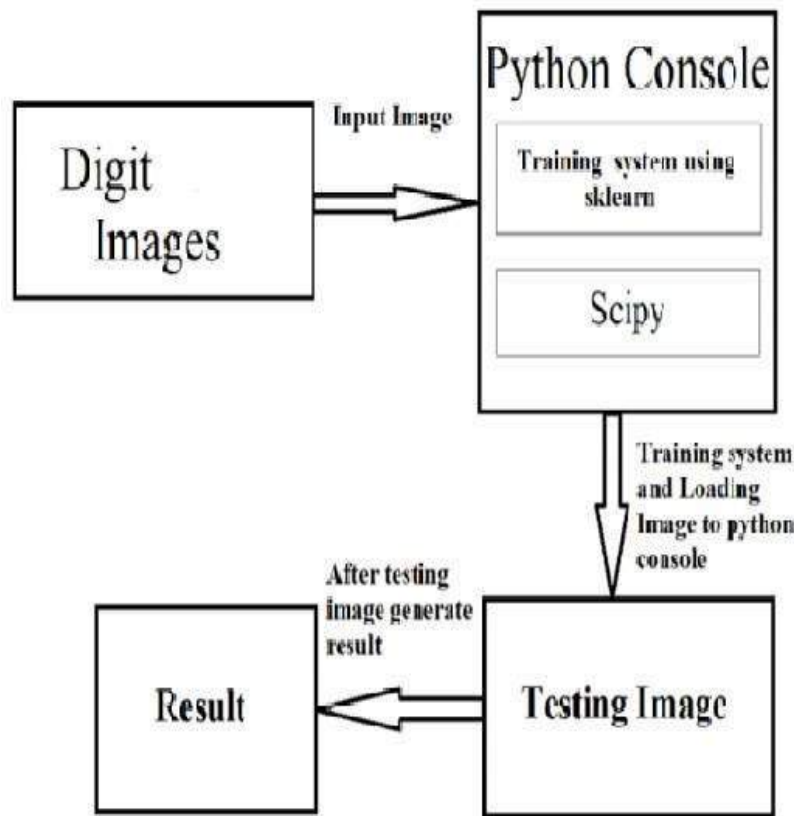 Digit
Images
Input Image
Python Console
Training system using
sklearn
Scipy
Training system
and Loading
Image to python
console
Testing Image
After testing
image generate
result
Result